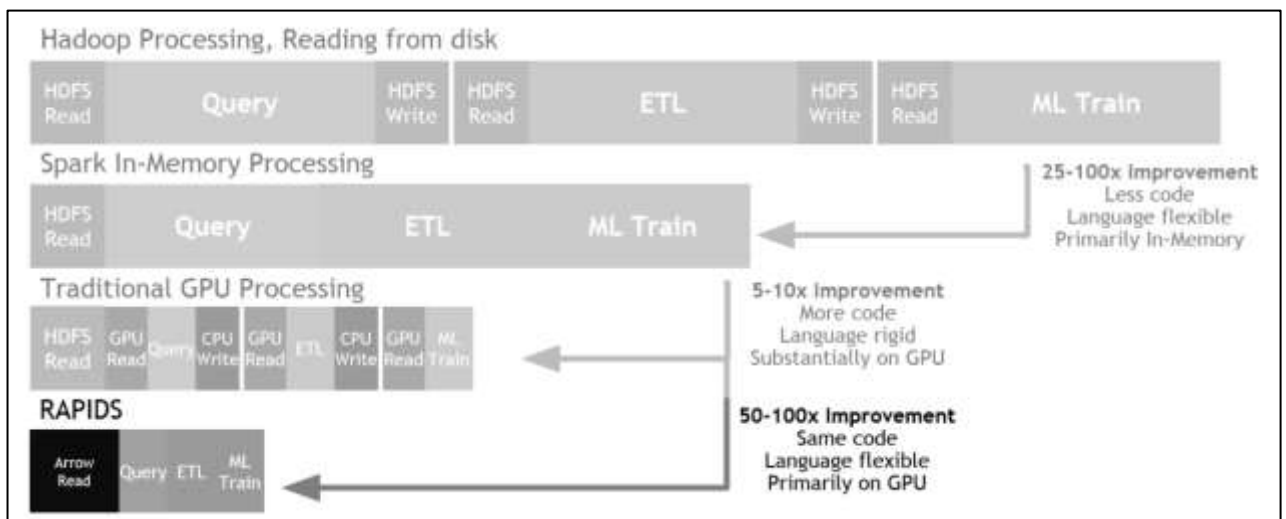 Hadoop Processing, Reading from disk
HDFS Read
Query
HDFS Write
HDFS Read
ETL
HDFS Write
HDFS Read
ML Train
Spark In-Memory Processing
25-100x Improvement
Less code
Language flexible
Primarily In-Memory
HDFS Read
Query
ETL
ML Train
Traditional GPU Processing
5-10x Improvement
More code
Language rigid
Substantially on GPU
HDFS Read
GPU Read
Query
CPU Write
GPU Read
ETL
CPU Write
GPU Read
ML Train
RAPIDS
50-100x Improvement
Same code
Language flexible
Primarily on GPU
Arrow Read
Query
ETL
ML Train